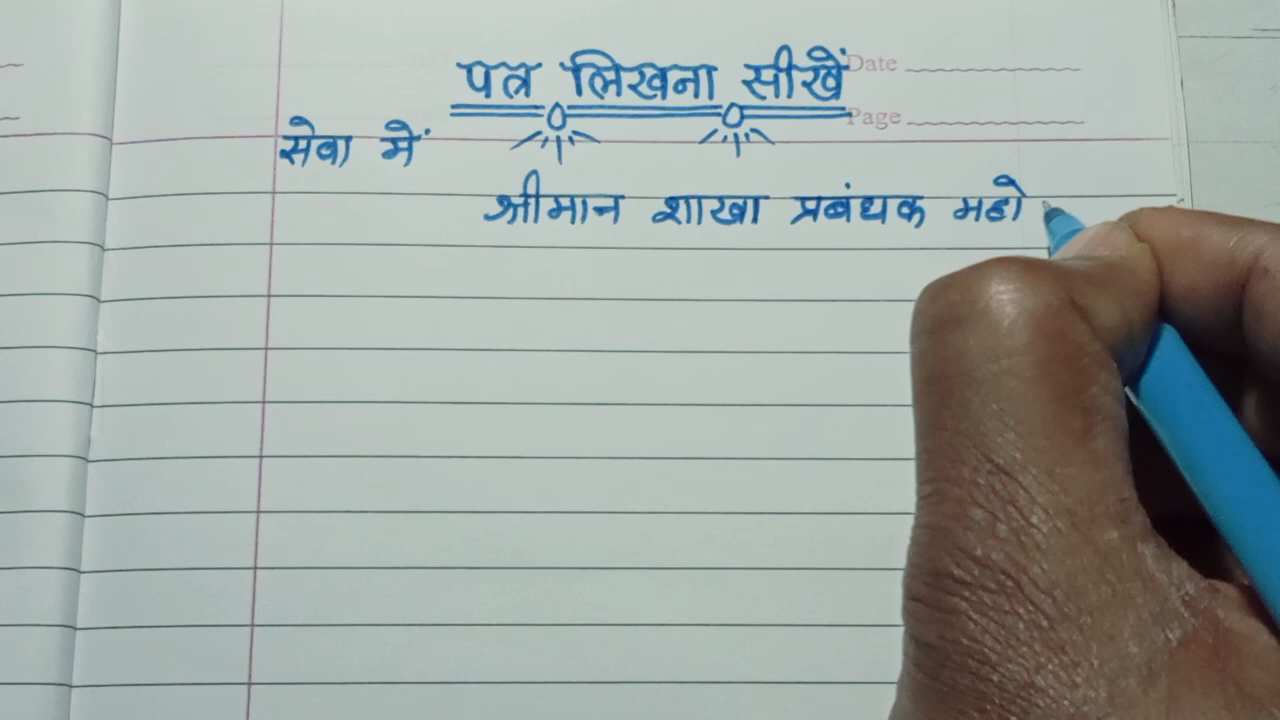 पत्र लिखना सीखें
Date
Page
सेवा में
श्रीमान शाखा प्रबंधक महो